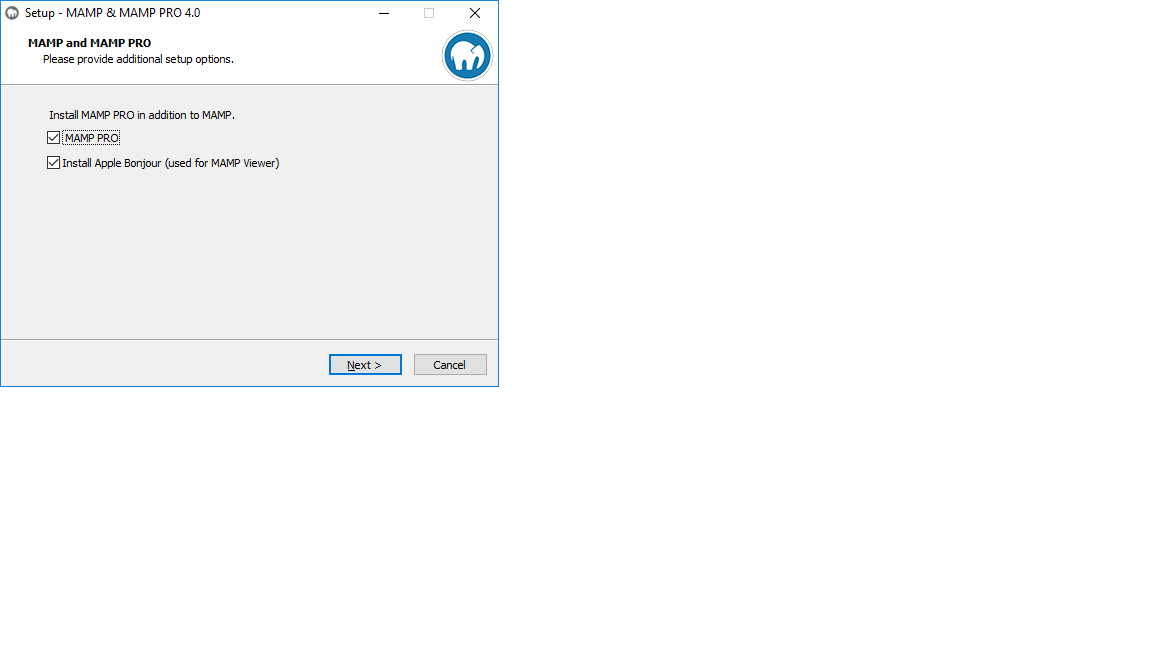 Setup - MAMP & MAMP PRO 4.0
MAMP and MAMP PRO
Please provide additional setup options.
Install MAMP PRO in addition to MAMP.
MAMP PRO
Install Apple Bonjour (used for MAMP Viewer)
Next >
Cancel